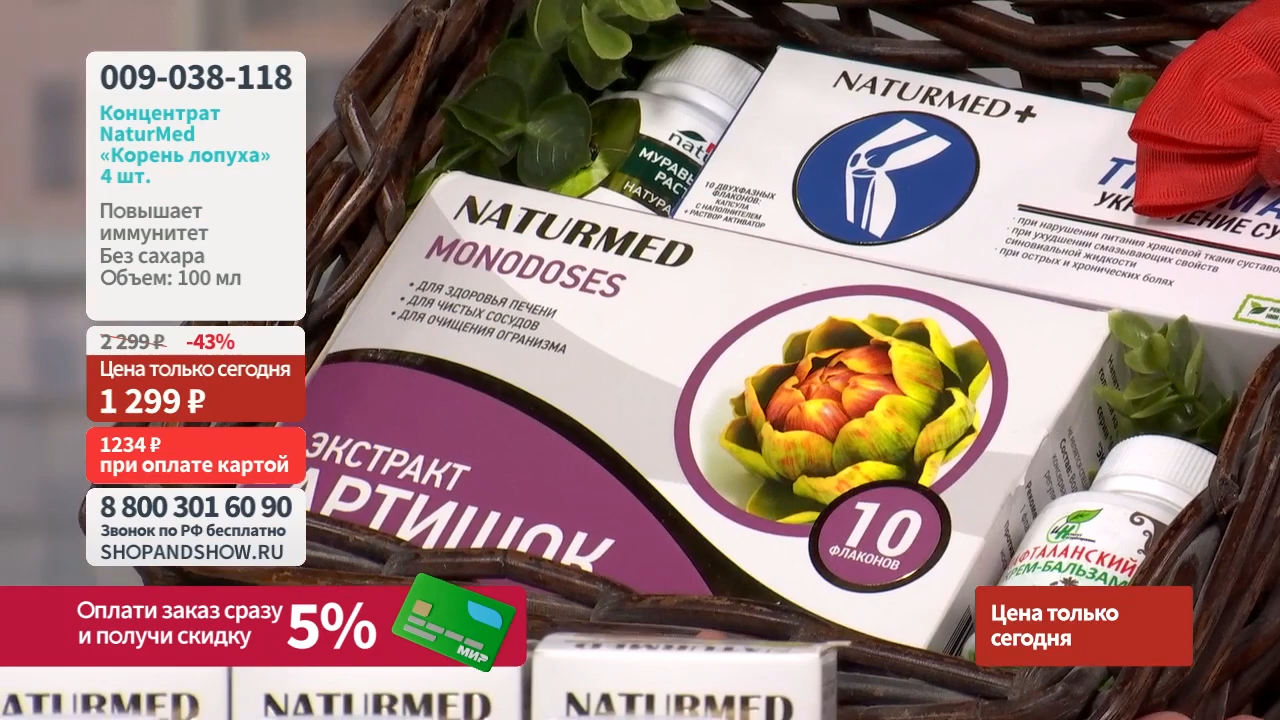 009-038-118
Концентрат
NaturMed
«Корень лопуха»
4 шт.
Повышает
иммунитет
Без сахара
Объем: 100 мл
2 299 ₽ -43%
Цена только сегодня
1 299 ₽
1234 ₽
при оплате картой
8 800 301 60 90
Звонок по РФ бесплатно
SHOPANDSHOW.RU
Оплати заказ сразу
и получи скидку
5%
МИР
Цена только
сегодня
NATURMED+
10 ДВУХФАЗНЫХ
ФЛАКОНОВ:
КАПСУЛА
С НАПОЛНИТЕЛЕМ
+ РАСТВОР АКТИВАТОР
· при нарушении питания хрящевой ткани
· при ухудшении смазывающих свойств
синовиальной жидкости
· при острых и хронических болях
NATURMED
MONODOSES
• ДЛЯ ЗДОРОВЬЯ ПЕЧЕНИ
• ДЛЯ ЧИСТЫХ СОСУДОВ
• ДЛЯ ОЧИЩЕНИЯ ОРГАНИЗМА
ЭКСТРАКТ
АРТИШОК
10
ФЛАКОНОВ
NATURMED
NATURMED
NATURMED